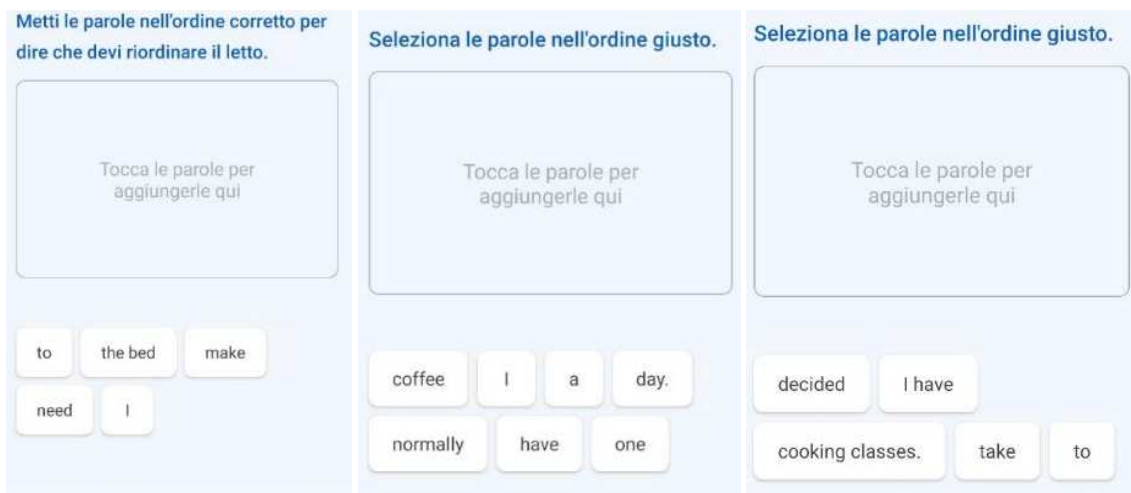 Metti le parole nell'ordine corretto per
dire che devi riordinare il letto.
Tocca le parole per
aggiungerle qui
to the bed make
need I
Seleziona le parole nell'ordine giusto.
Tocca le parole per
aggiungerle qui
coffee I a day.
normally have one
Seleziona le parole nell'ordine giusto.
Tocca le parole per
aggiungerle qui
decided I have
cooking classes. take to